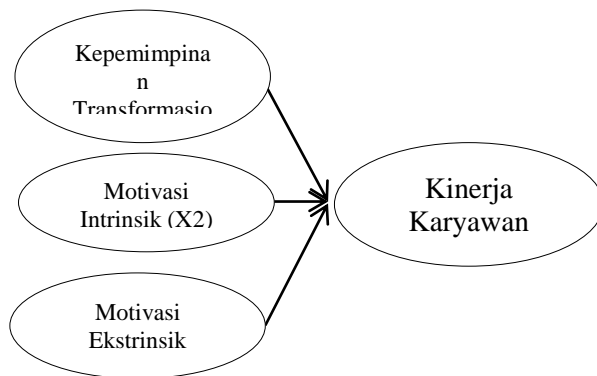 Kepemimpina
n
Transformasio
Motivasi
Intrinsik (X2)
Kinerja
Karyawan
Motivasi
Ekstrinsik